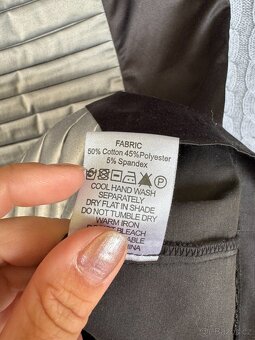 FABRIC
50% Cotton 45%Polyester
5% Spandex
COOL HAND WASH
SEPARATELY
DRY FLAT IN SHADE
DO NOT TUMBLE DRY
WARM IRON
BLEACH